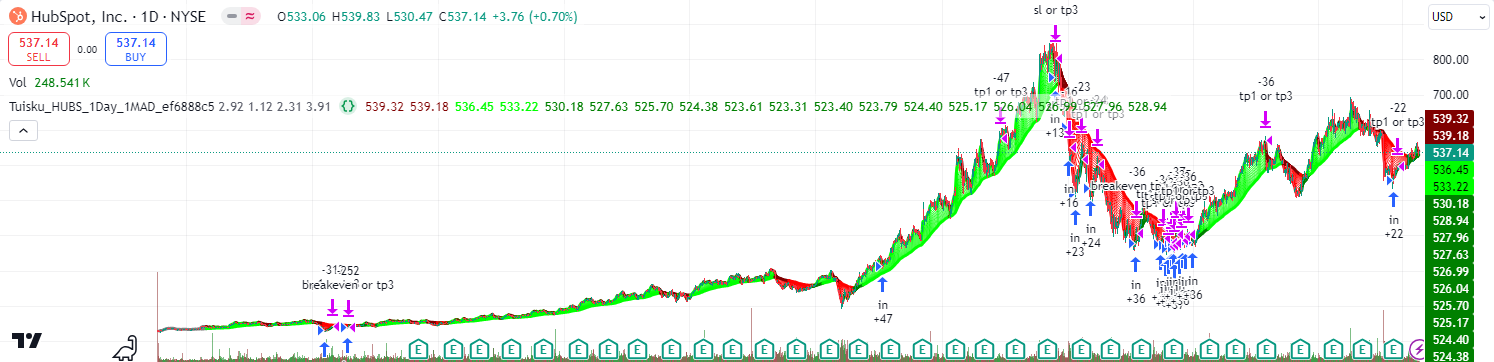 HubSpot, Inc. · 1D · NYSE
O533.06 H539.83 L530.47 C537.14 +3.76 (+0.70%)
USD
537.14
SELL
0.00
537.14
BUY
Vol 248.541 K
Tuisku_HUBS_1Day_1MAD_ef6888c5 2.92 1.12 2.31 3.91 {} 539.32 539.18 536.45 533.22 530.18 527.63 525.70 524.38 523.61 523.31 523.40 523.79 524.40 525.17 526.04 526.99 527.96 528.94
sl or tp3
-47
tp1 or tp3
-23
in
+13
in
+16
in
+23
in
+24
-36
breakeven
in
+36
-36
tp1 or tp3
-22
tp1 or tp3
in
+22
breakeven or tp3
in
+47
800.00
700.00
539.32
539.18
537.14
536.45
533.22
530.18
528.94
527.96
527.63
526.99
526.04
525.70
525.17
524.40
524.38
E E E E E E E E E E E E E E E E E E E E E E E E E E E E E E E